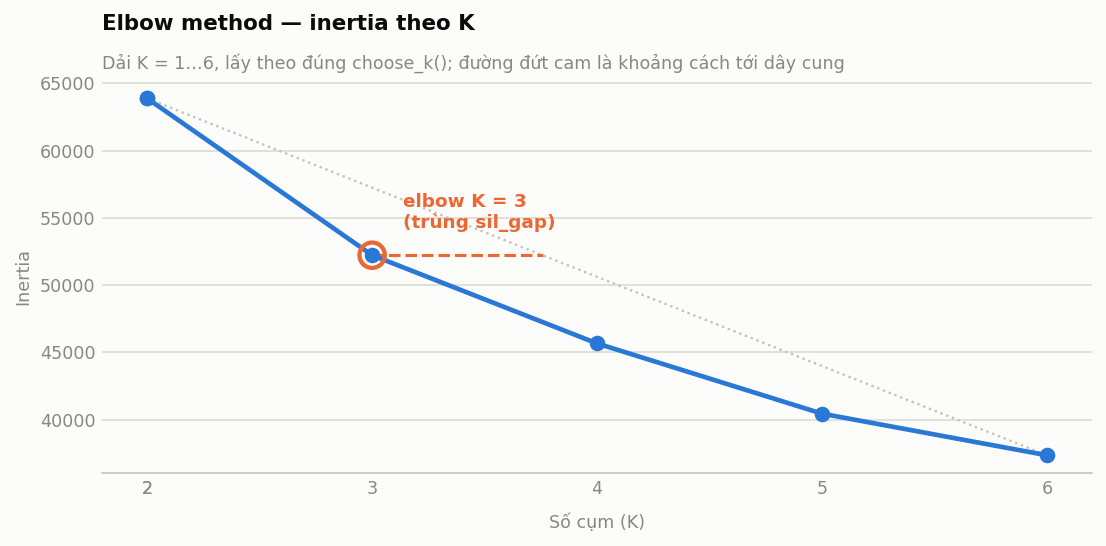 Elbow method — inertia theo K
Dải K = 1…6, lấy theo đúng choose_k(); đường đứt cam là khoảng cách tới dây cung
65000
60000
55000
50000
45000
40000
Inertia
elbow K = 3
(trùng sil_gap)
2
3
4
5
6
Số cụm (K)